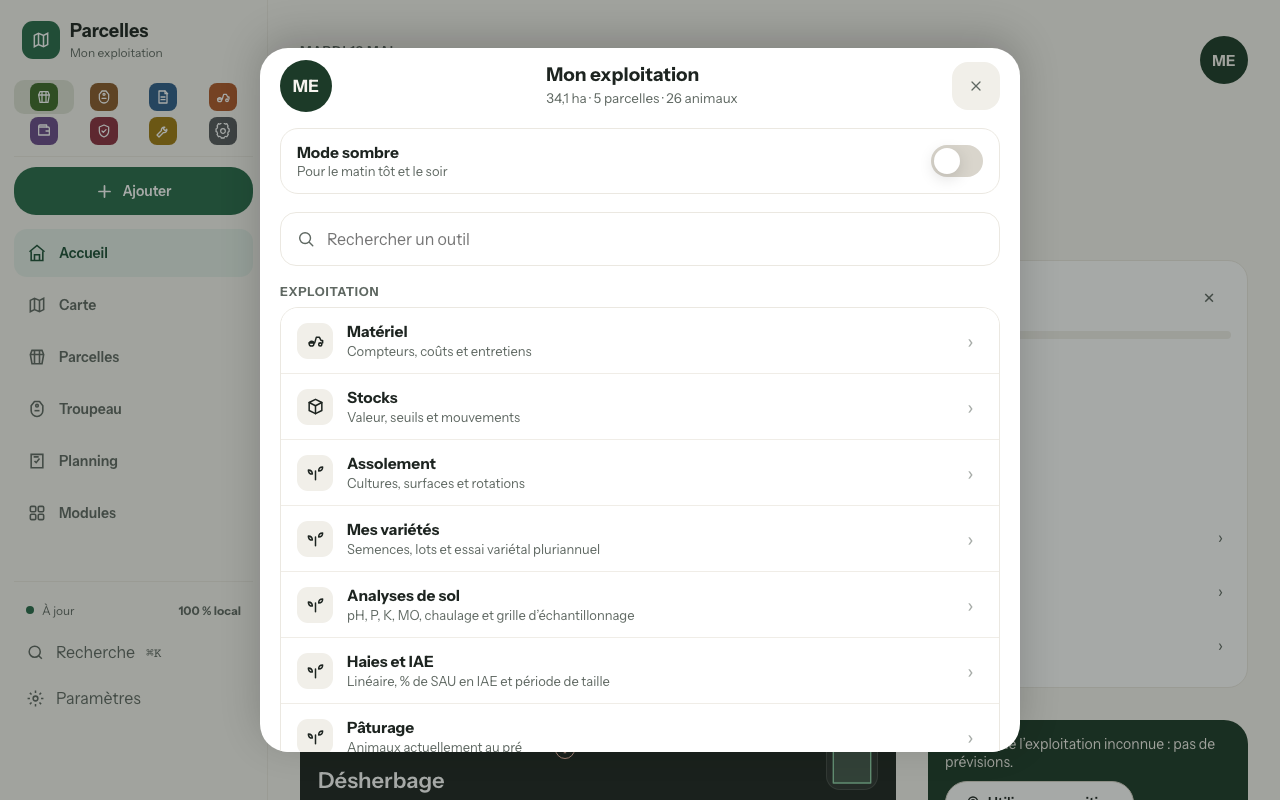 Parcelles
Mon exploitation
Ajouter
Accueil
Carte
Parcelles
Troupeau
Planning
Modules
À jour
100 % local
Recherche ⌘K
Paramètres
ME
ME
Mon exploitation
34,1 ha · 5 parcelles · 26 animaux
Mode sombre
Pour le matin tôt et le soir
Rechercher un outil
EXPLOITATION
Matériel
Compteurs, coûts et entretiens
Stocks
Valeur, seuils et mouvements
Assolement
Cultures, surfaces et rotations
Mes variétés
Semences, lots et essai variétal pluriannuel
Analyses de sol
pH, P, K, MO, chaulage et grille d’échantillonnage
Haies et IAE
Linéaire, % de SAU en IAE et période de taille
Pâturage
Animaux actuellement au pré
Désherbage
l’exploitation inconnue : pas de
prévisions.